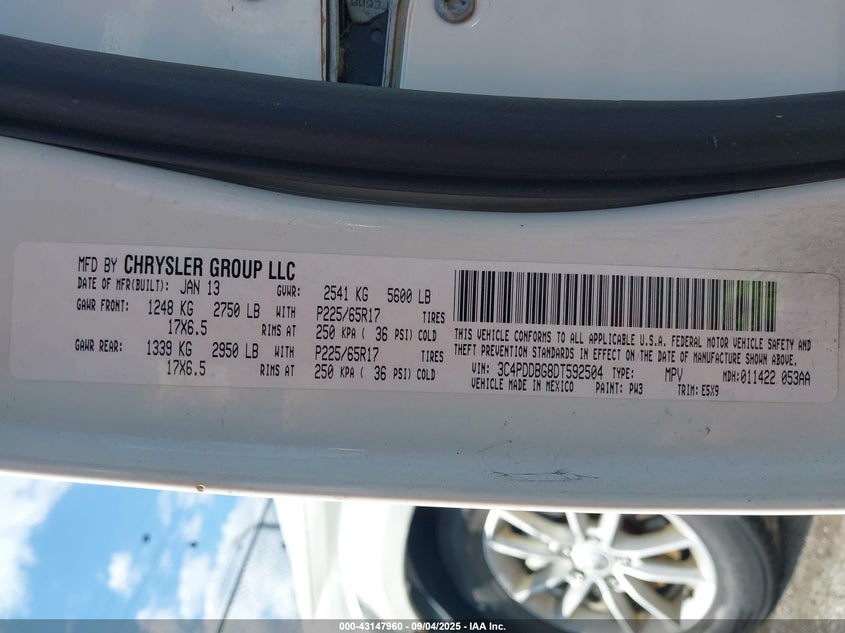 MFD BY CHRYSLER GROUP LLC
DATE OF MFR(BUILT): JAN 13 GVWR: 2541 KG 5600 LB
GAWR FRONT: 1248 KG 2750 LB WITH P225/65R17 TIRES
17X6.5 RIMS AT 250 KPA ( 36 PSI) COLD
GAWR REAR: 1339 KG 2950 LB WITH P225/65R17 TIRES
17X6.5 RIMS AT 250 KPA ( 36 PSI) COLD
THIS VEHICLE CONFORMS TO ALL APPLICABLE U.S.A. FEDERAL MOTOR VEHICLE SAFETY AND
THEFT PREVENTION STANDARDS IN EFFECT ON THE DATE OF MANUFACTURE SHOWN ABOVE.
VIN: 3C4PDDBG8DT592504 TYPE: MPV MDH:011422 053AA
VEHICLE MADE IN MEXICO PAINT: PW3 TRIM: E5X9
000-43147960 - 09/04/2025 - IAA Inc.